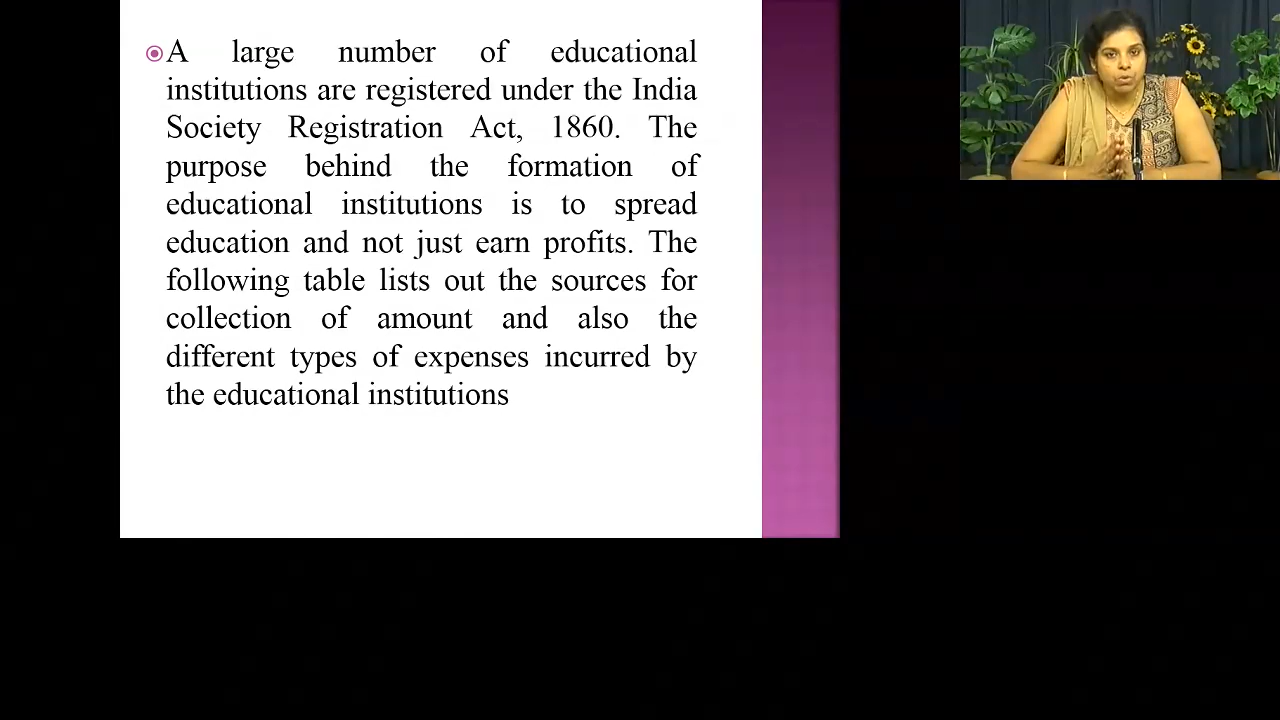 A large number of educational
institutions are registered under the India
Society Registration Act, 1860. The
purpose behind the formation of
educational institutions is to spread
education and not just earn profits. The
following table lists out the sources for
collection of amount and also the
different types of expenses incurred by
the educational institutions